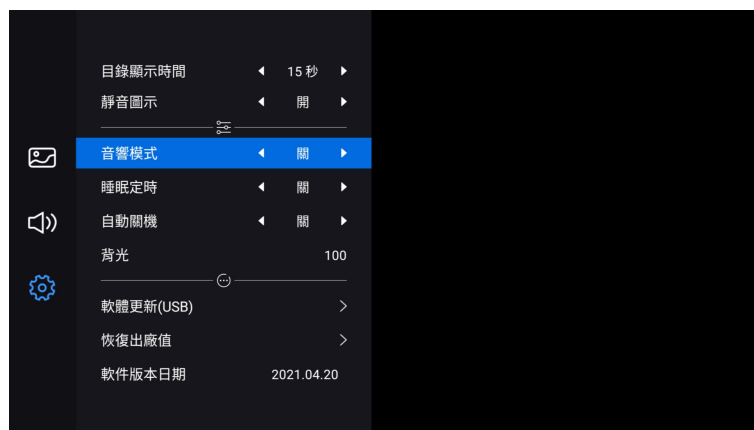 目錄顯示時間 15 秒
靜音圖示 開
音響模式 關
睡眠定時 關
自動關機 關
背光 100
軟體更新(USB)
恢復出廠值
軟件版本日期 2021.04.20